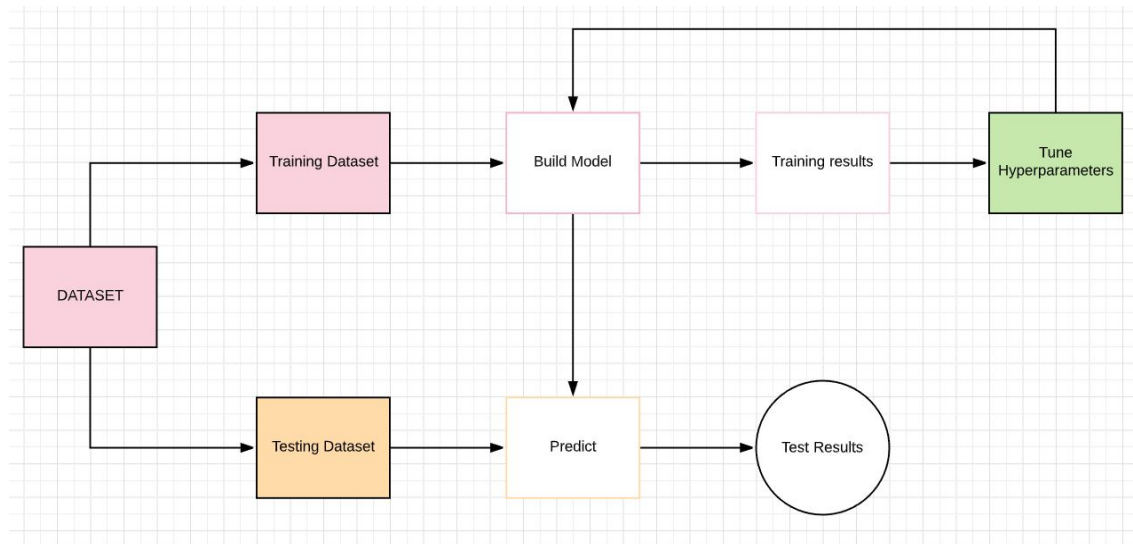 Training Dataset
Build Model
Training results
Tune
Hyperparameters
DATASET
Testing Dataset
Predict
Test Results